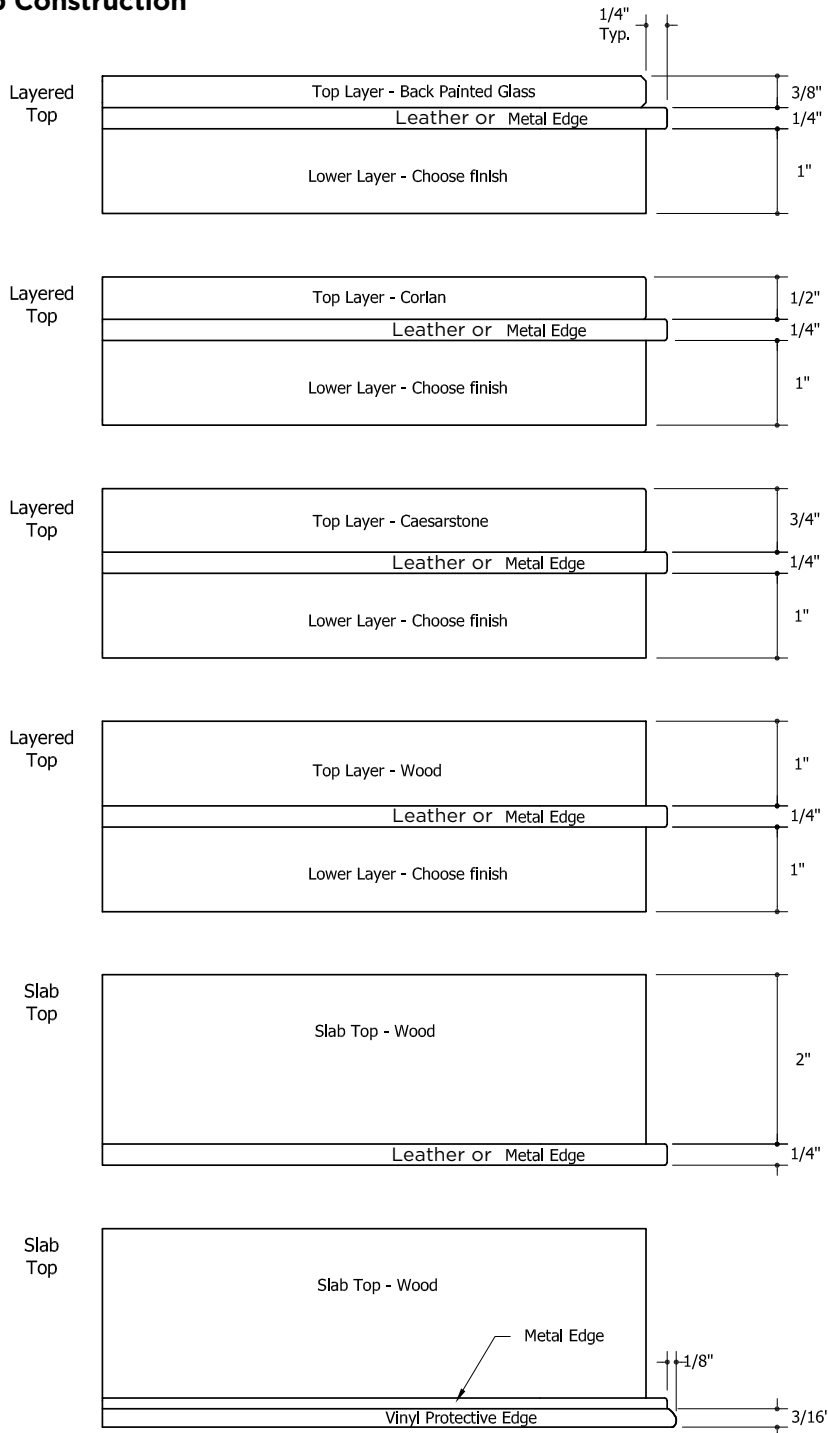 Construction
1/4"
Typ.
Layered
Top
Top Layer - Back Painted Glass
Leather or Metal Edge
Lower Layer - Choose finish
3/8"
1/4"
1"
Layered
Top
Top Layer - Corian
Leather or Metal Edge
Lower Layer - Choose finish
1/2"
1/4"
1"
Layered
Top
Top Layer - Caesarstone
Leather or Metal Edge
Lower Layer - Choose finish
3/4"
1/4"
1"
Layered
Top
Top Layer - Wood
Leather or Metal Edge
Lower Layer - Choose finish
1"
1/4"
1"
Slab
Top
Slab Top - Wood
Leather or Metal Edge
2"
1/4"
Slab
Top
Slab Top - Wood
Metal Edge
Vinyl Protective Edge
1/8"
3/16"